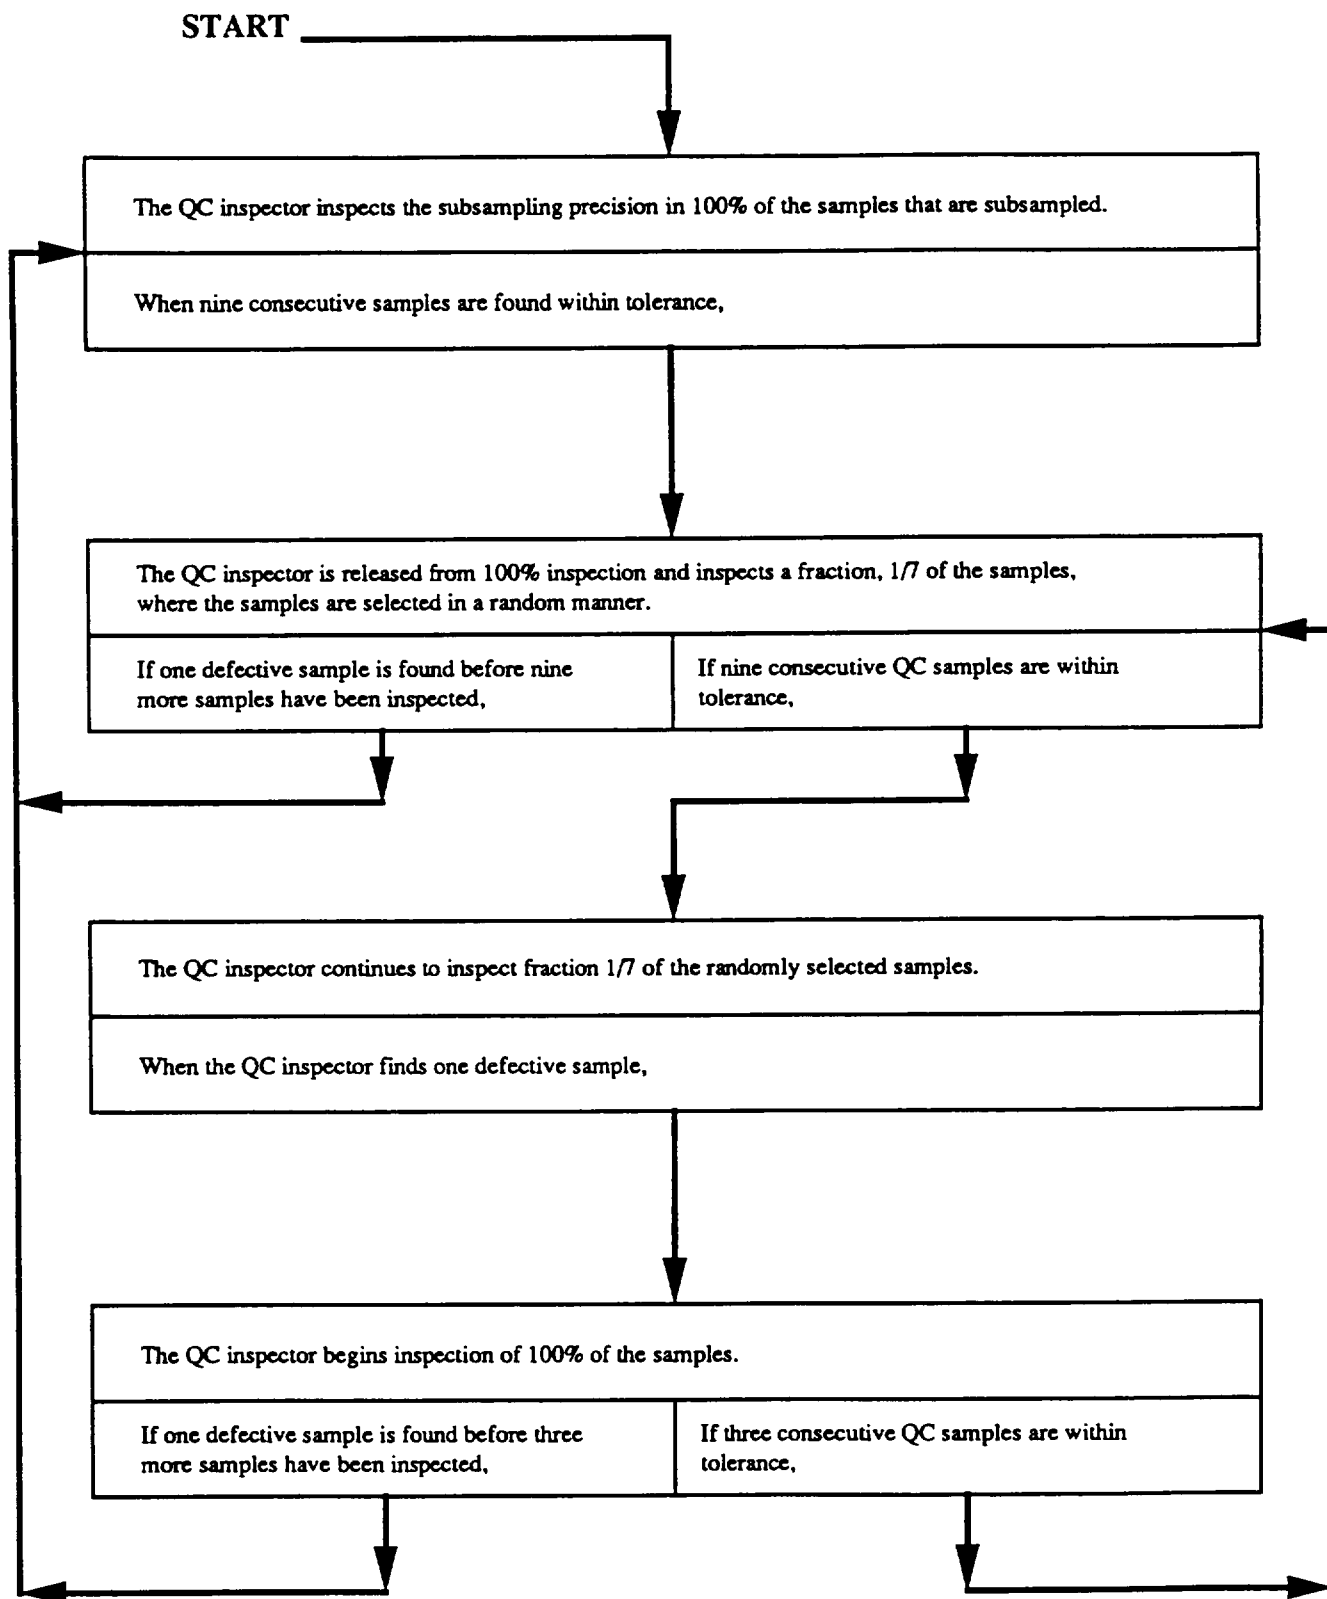 START
The QC inspector inspects the subsampling precision in 100% of the samples that are subsampled.
When nine consecutive samples are found within tolerance,
The QC inspector is released from 100% inspection and inspects a fraction, 1/7 of the samples,
where the samples are selected in a random manner.
If one defective sample is found before nine
more samples have been inspected,
If nine consecutive QC samples are within
tolerance,
The QC inspector continues to inspect fraction 1/7 of the randomly selected samples.
When the QC inspector finds one defective sample,
The QC inspector begins inspection of 100% of the samples.
If one defective sample is found before three
more samples have been inspected,
If three consecutive QC samples are within
tolerance,